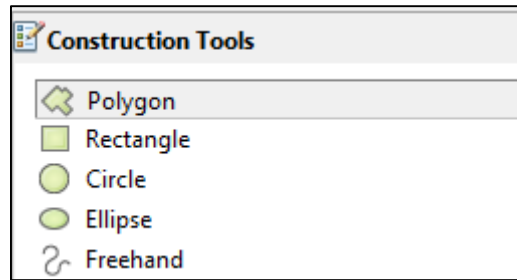 Construction Tools
Polygon
Rectangle
Circle
Ellipse
Freehand